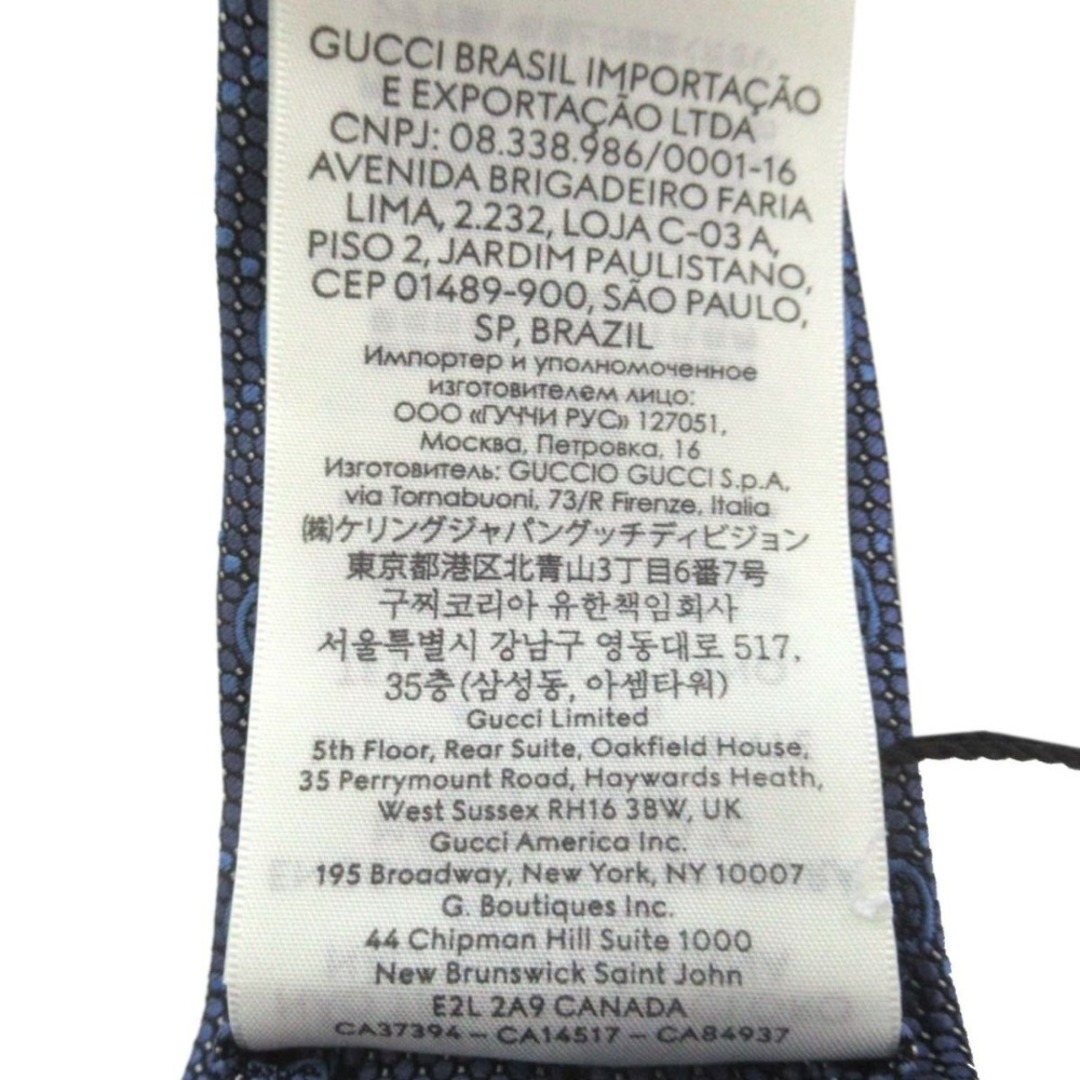 GUCCI BRASIL IMPORTAÇÃO
E EXPORTAÇÃO LTDA
CNPJ: 08.338.986/0001-16
AVENIDA BRIGADEIRO FARIA
LIMA, 2.232, LOJA C-03 A,
PISO 2, JARDIM PAULISTANO,
CEP 01489-900, SÃO PAULO,
SP, BRAZIL
Импортер и уполномоченное
изготовителем лицо:
ООО «ГУЧЧИ РУС» 127051,
Москва, Петровка, 16
Изготовитель: GUCCIO GUCCI S.p.A,
via Tornabuoni, 73/R Firenze, Italia
㈱ケリングジャパングッチディビジョン
東京都港区北青山3丁目6番7号
구찌코리아 유한책임회사
서울특별시 강남구 영동대로 517,
35층 (삼성동, 아셈타워)
Gucci Limited
5th Floor, Rear Suite, Oakfield House,
35 Perrymount Road, Haywards Heath,
West Sussex RH16 3BW, UK
Gucci America Inc.
195 Broadway, New York, NY 10007
G. Boutiques Inc.
44 Chipman Hill Suite 1000
New Brunswick Saint John
E2L 2A9 CANADA
CA37394 – CA14517 – CA84937